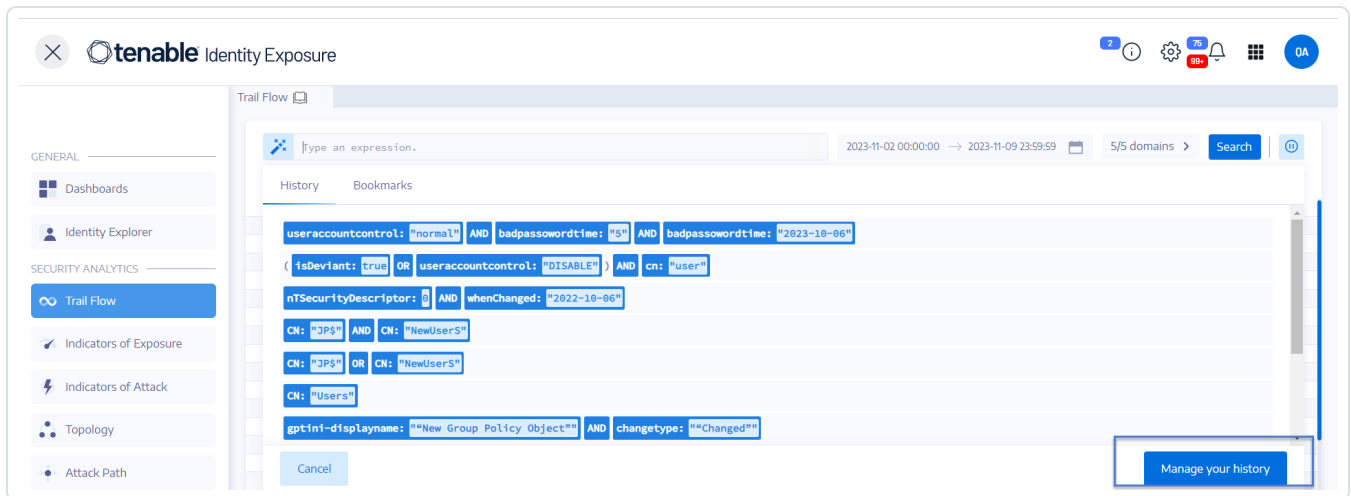 tenable Identity Exposure
2
75
99+
QA
Trail Flow
GENERAL
Dashboards
Identity Explorer
SECURITY ANALYTICS
Trail Flow
Indicators of Exposure
Indicators of Attack
Topology
Attack Path
Type an expression.
2023-11-02 00:00:00 → 2023-11-09 23:59:59
5/5 domains >
Search
History Bookmarks
useraccountcontrol: "normal" AND badpassowordtime: "5" AND badpassowordtime: "2023-10-06"
( isDeviant: true OR useraccountcontrol: "DISABLE" ) AND cn: "user"
nTSecurityDescriptor: 0 AND whenChanged: "2022-10-06"
CN: "JP$" AND CN: "NewUserS"
CN: "JP$" OR CN: "NewUserS"
CN: "Users"
gptini-displayname: "“New Group Policy Object"" AND changetype: "“Changed""
Cancel
Manage your history